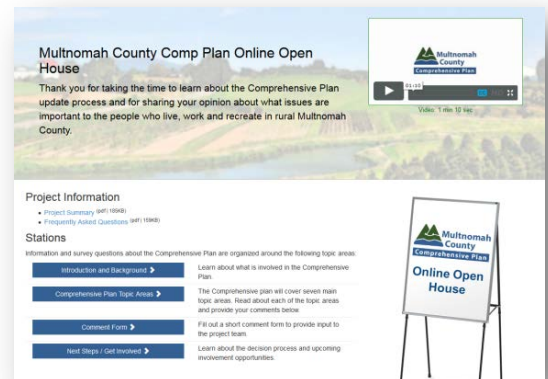 Multnomah County Comp Plan Online Open
House
Thank you for taking the time to
learn about the Comprehensive Plan
update process and for sharing
your opinion about what issues are
important to the people who live, work and recreate in rural Multnomah
County.
Multnomah
County
Comprehensive Plan
01:10
Video: 1 min 10 sec
Project Information
• Project Summary (pdf | 195KB)
• Frequently Asked Questions (pdf | 159KB)
Stations
Information and survey questions about the Comprehensive Plan are organized around the following topic areas:
Introduction and Background
Learn about what is involved in the Comprehensive
Plan.
Comprehensive Plan Topic Areas
The Comprehensive plan will cover seven main
topic areas. Read about each of the topic areas
and provide your comments below.
Comment Form
Fill out a short comment form to provide input to
the project team.
Next Steps / Get Involved
Learn about the decision process and upcoming
involvement opportunities.
Multnomah
County
Comprehensive Plan
Online Open
House